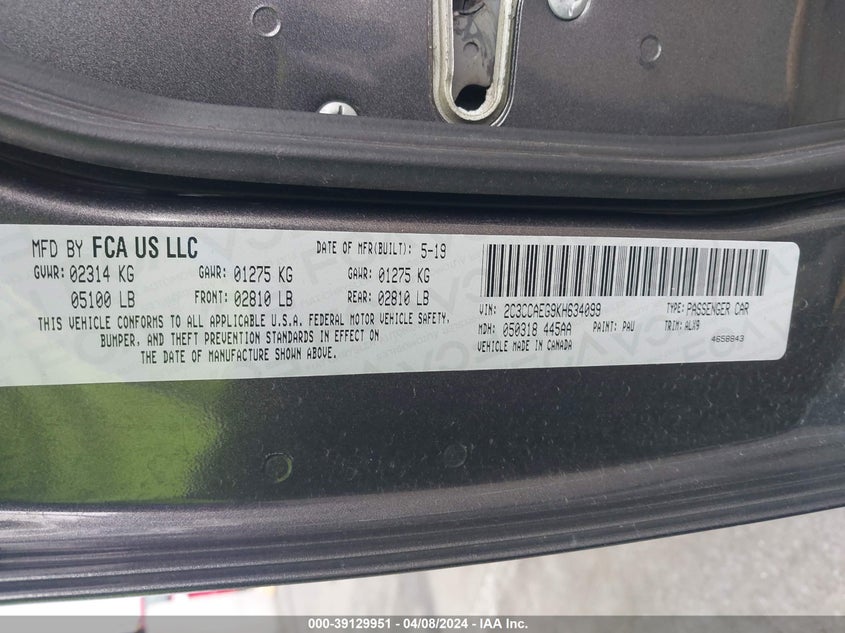 MFD BY FCA US LLC DATE OF MFR(BUILT): 5-19
GVWR: 02314 KG GAWR: 01275 KG GAWR: 01275 KG
05100 LB FRONT: 02810 LB REAR: 02810 LB
THIS VEHICLE CONFORMS TO ALL APPLICABLE U.S.A. FEDERAL MOTOR VEHICLE SAFETY,
BUMPER, AND THEFT PREVENTION STANDARDS IN EFFECT ON
THE DATE OF MANUFACTURE SHOWN ABOVE.
VIN: 2C3CCAEG9KH634099 TYPE: PASSENGER CAR
MDH: 050318 445AA PAINT: PAU TRIM: ALX9
VEHICLE MADE IN CANADA 4658843
000-39129951 - 04/08/2024 - IAA Inc.